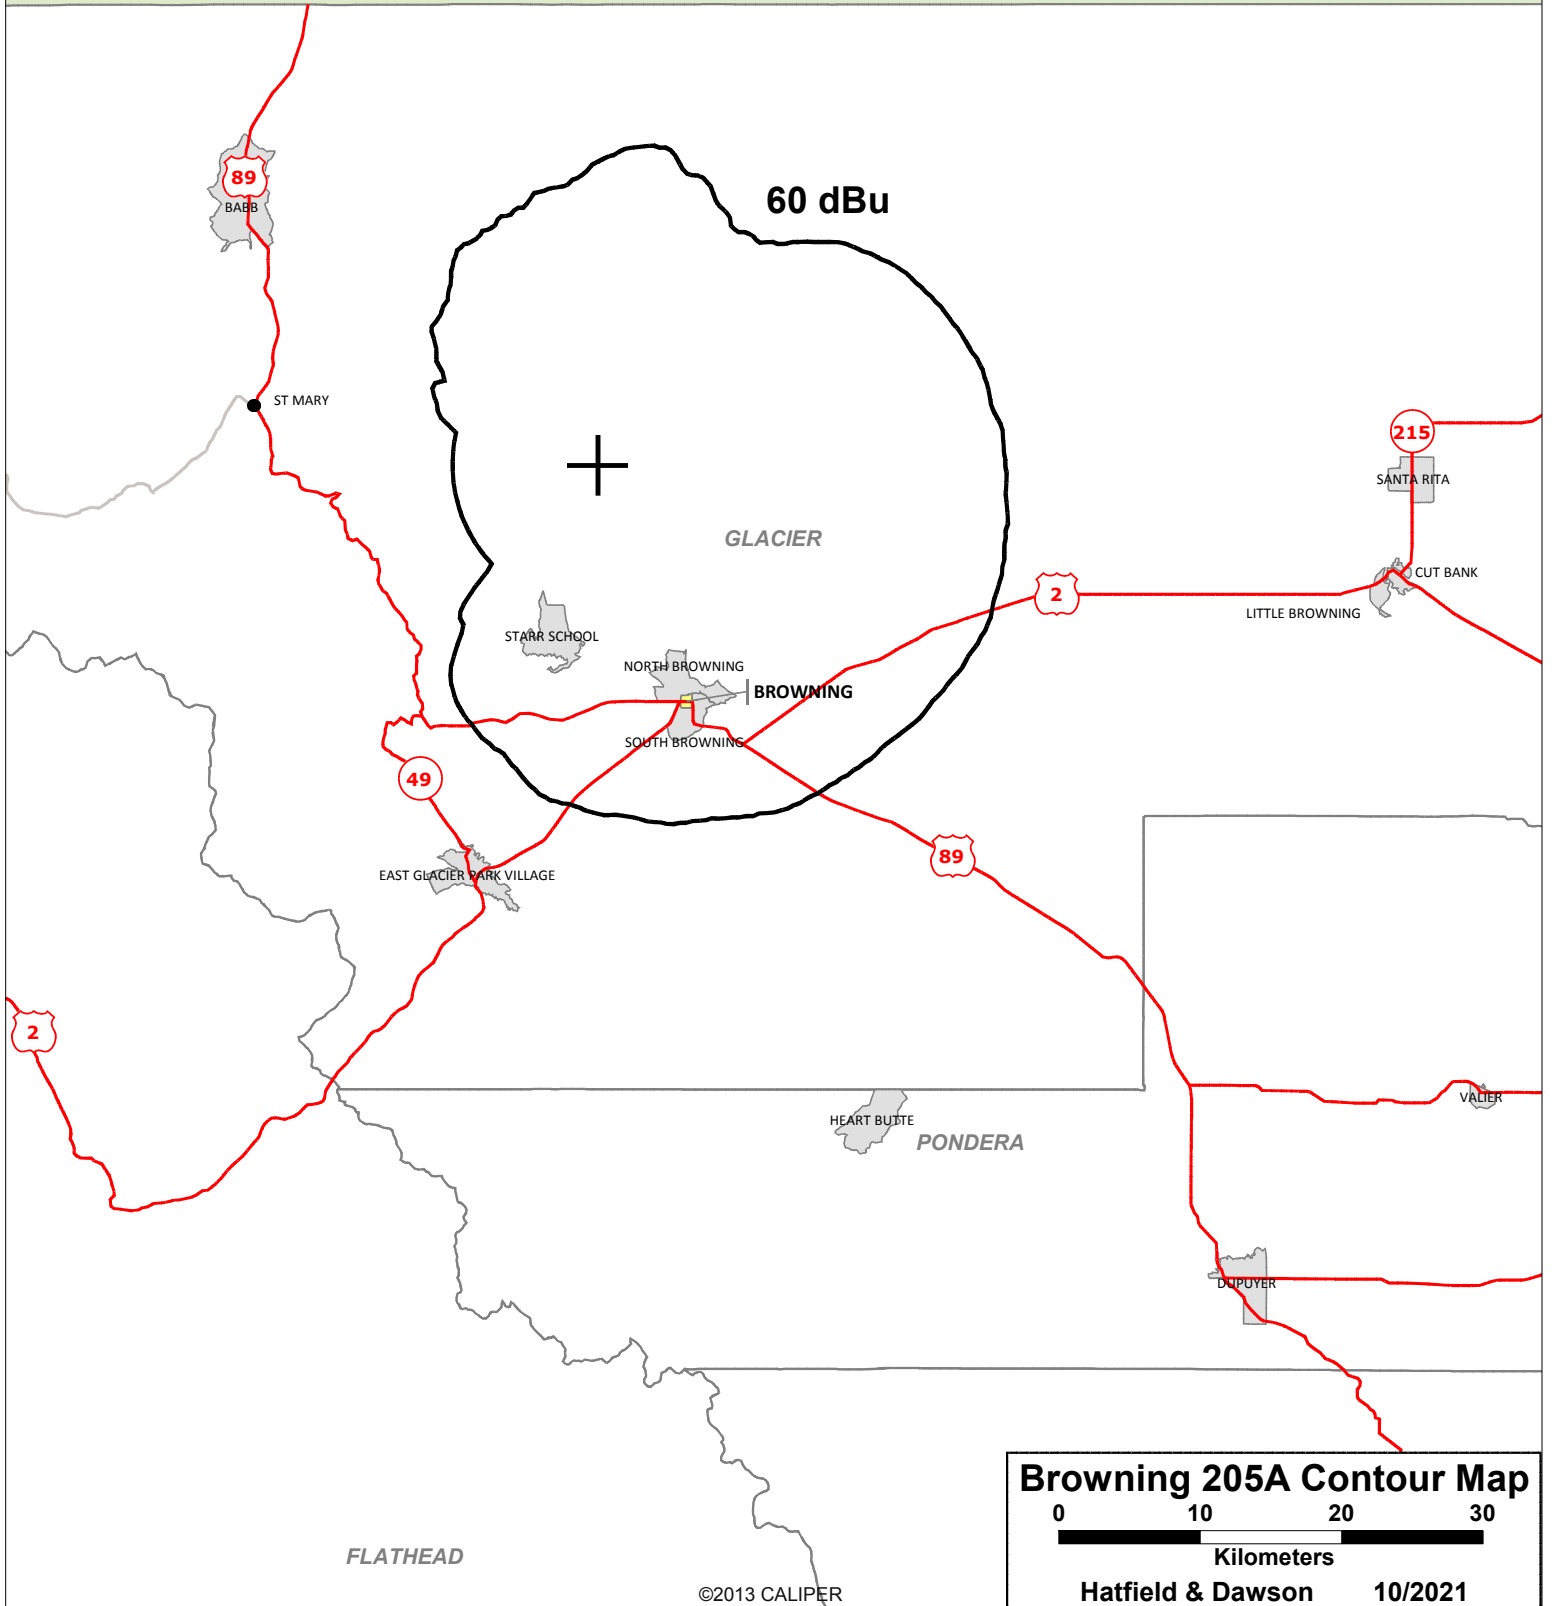 89
BABB
60 dBu
ST MARY
215
SANTA RITA
GLACIER
CUT BANK
2
LITTLE BROWNING
STARR SCHOOL
NORTH BROWNING
BROWNING
SOUTH BROWNING
49
89
EAST GLACIER PARK VILLAGE
2
VALIER
HEART BUTTE
PONDERA
DUPUYER
Browning 205A Contour Map
0 10 20 30
Kilometers
Hatfield & Dawson 10/2021
FLATHEAD
©2013 CALIPER